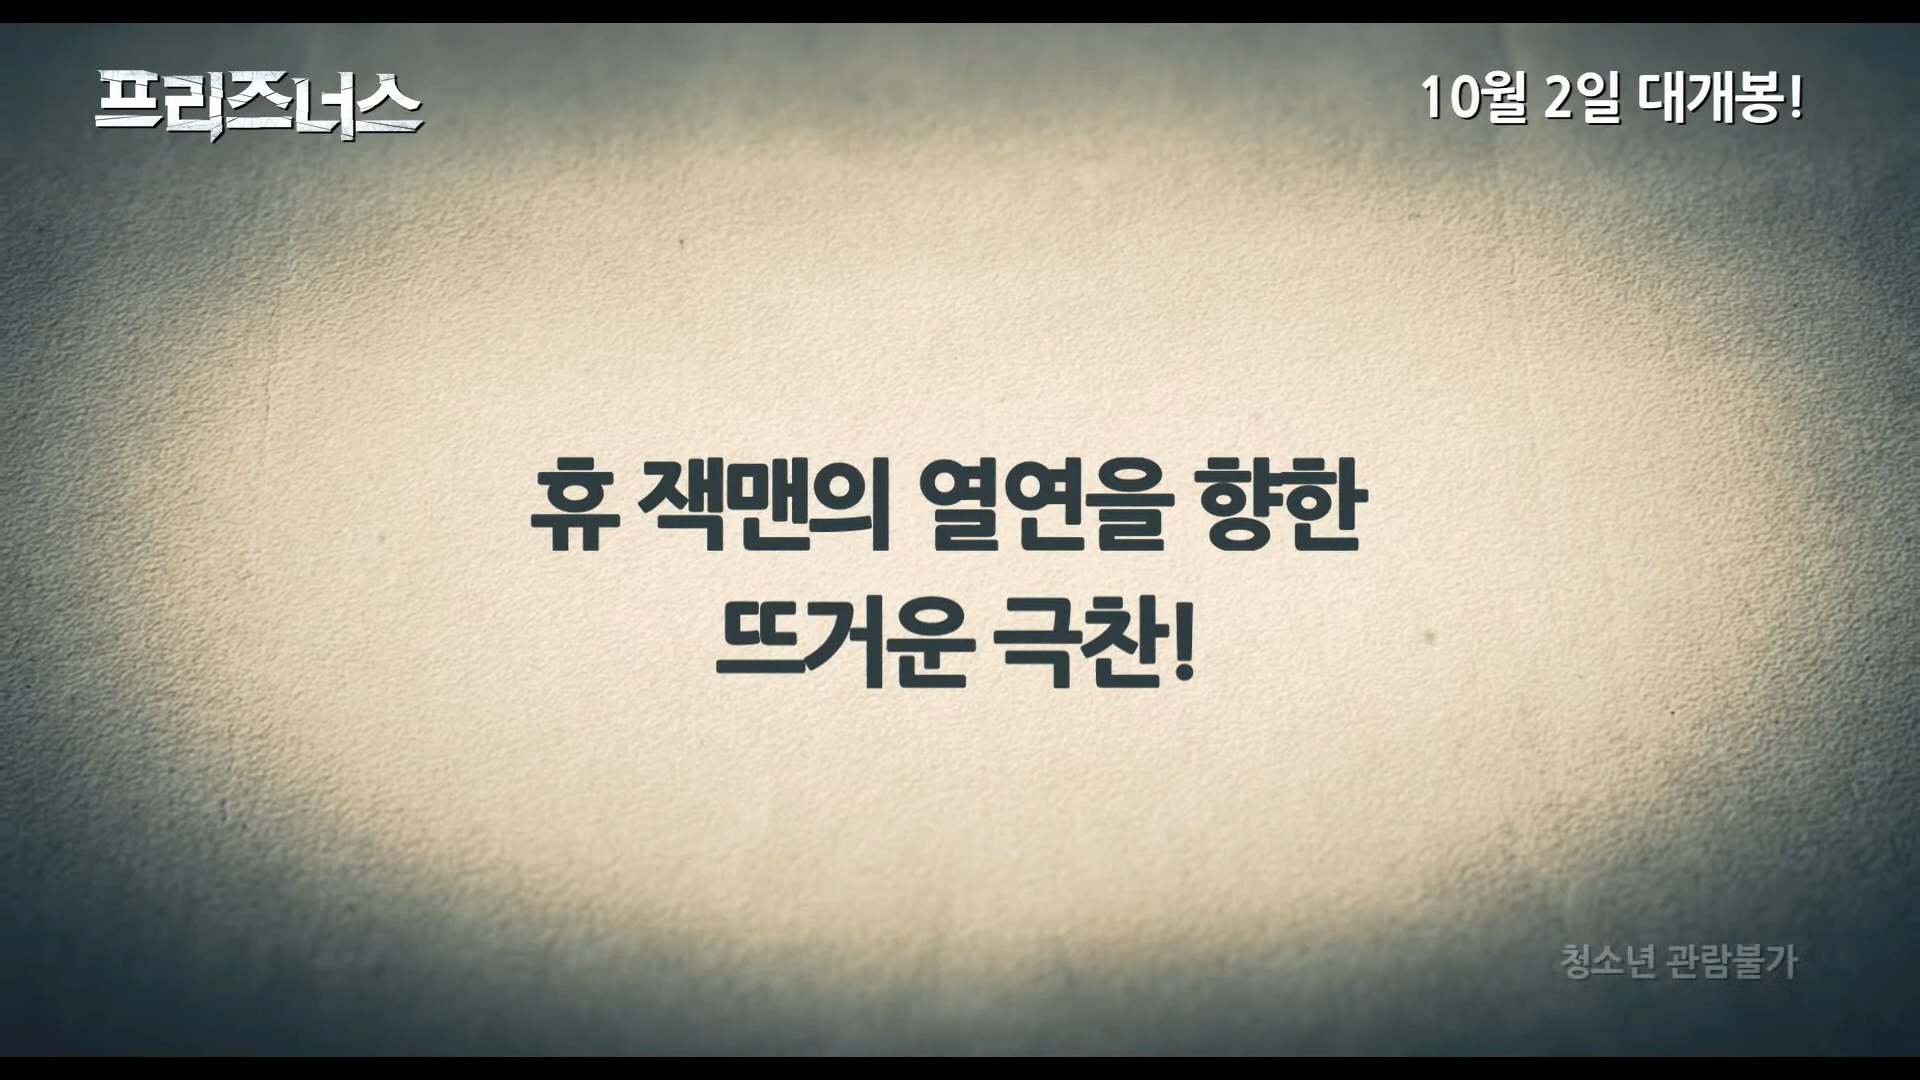 프리즈너스
10월 2일 대개봉!
휴 잭맨의 열연을 향한
뜨거운 극찬!
청소년 관람불가